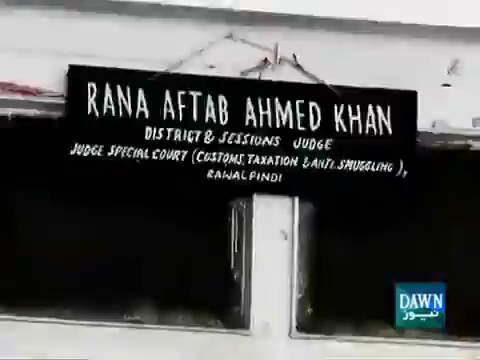 RANA AFTAB AHMED KHAN
DISTRICT & SESSIONS JUDGE
JUDGE SPECIAL COURT (CUSTOMS, TAXATION & ANTI.SMUGGLING),
RAWALPINDI
DAWN
نیوز